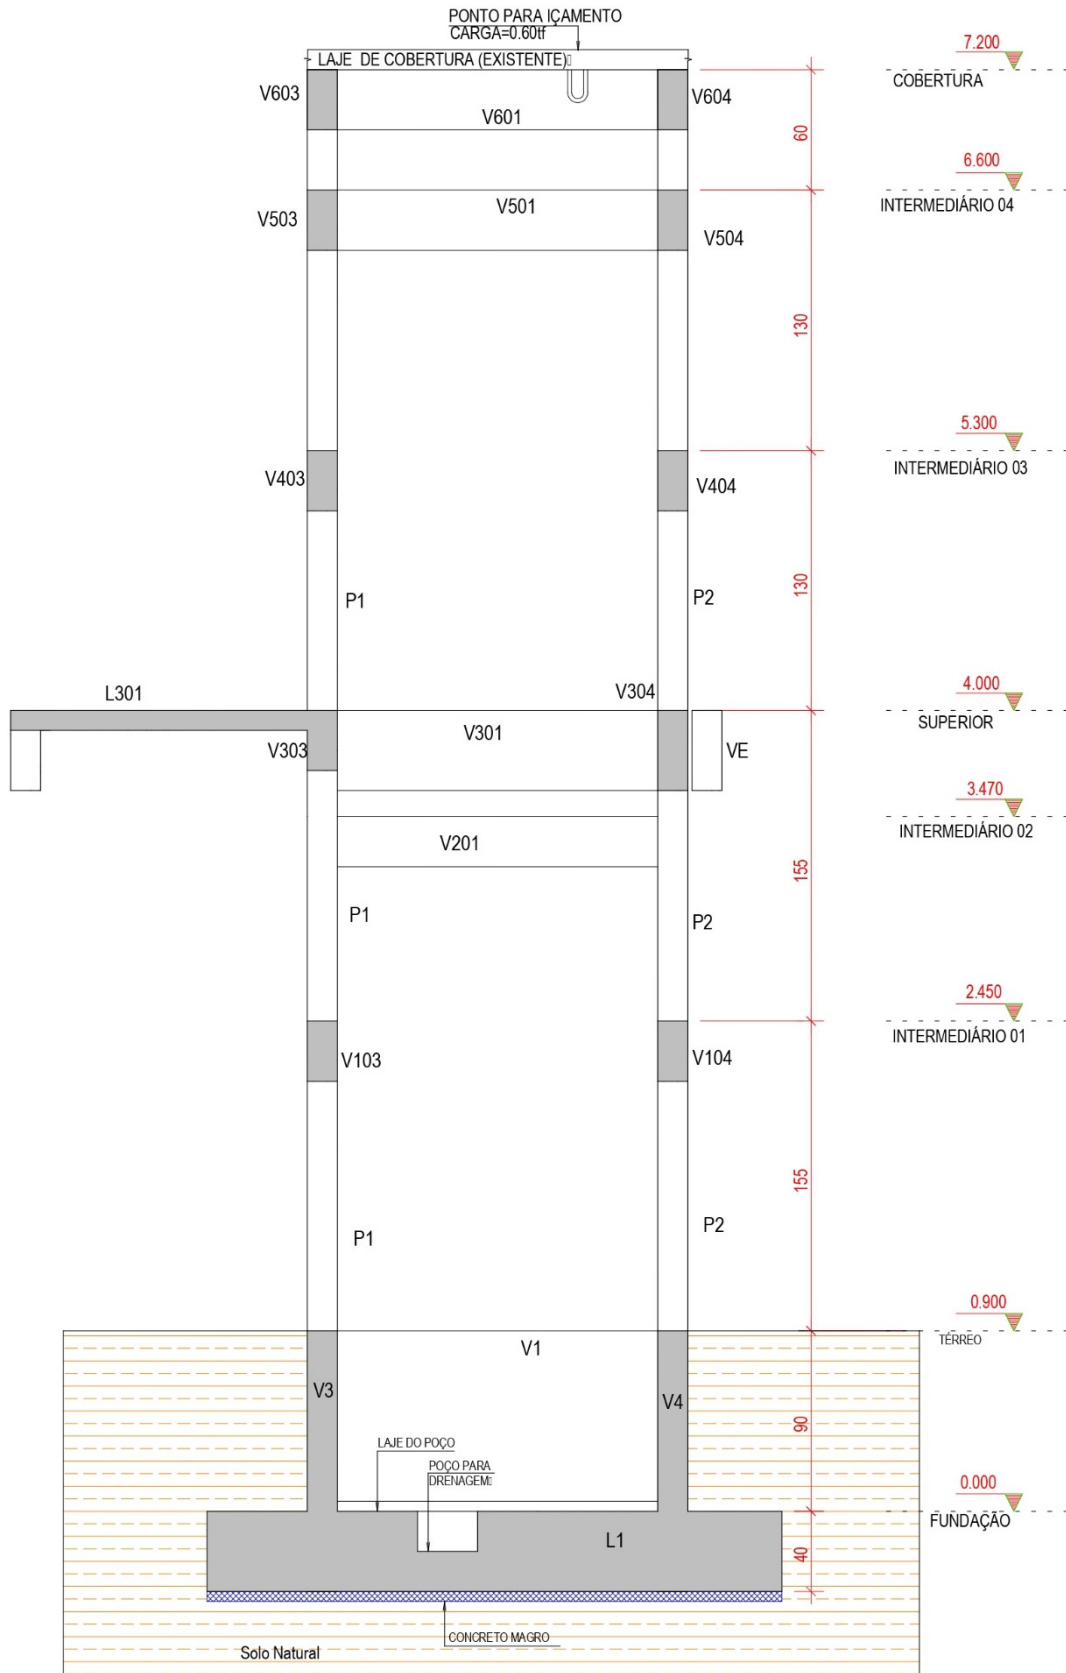 PONTO PARA IÇAMENTO
CARGA=0.60tf
LAJE DE COBERTURA (EXISTENTE)
7.200
COBERTURA
V603
V604
V601
60
6.600
INTERMEDIÁRIO 04
V503
V501
V504
130
5.300
INTERMEDIÁRIO 03
V403
V404
130
P1
P2
L301
V304
4.000
SUPERIOR
V303
V301
VE
3.470
INTERMEDIÁRIO 02
V201
155
P1
P2
2.450
INTERMEDIÁRIO 01
V103
V104
155
P1
P2
0.900
TÉRREO
V1
V3
V4
90
LAJE DO POÇO
POÇO PARA
DRENAGEM
0.000
FUNDAÇÃO
L1
40
CONCRETO MAGRO
Solo Natural